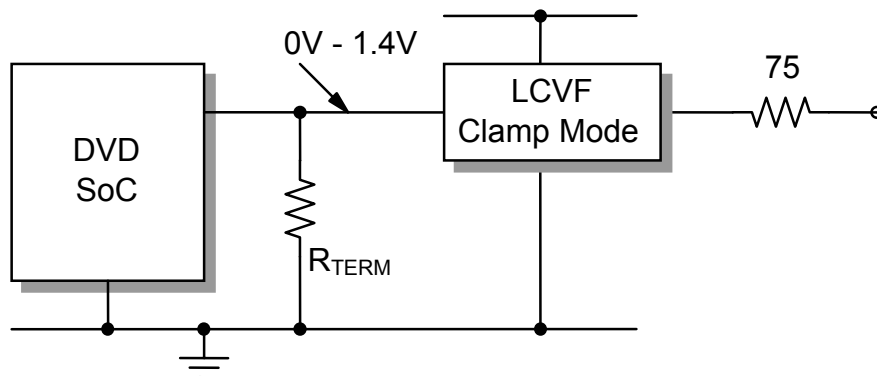 0V - 1.4V
75
DVD
SoC
LCVF
Clamp Mode
RTERM